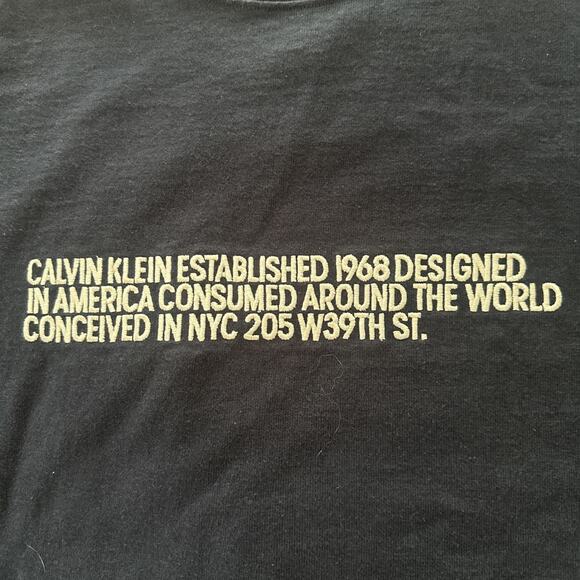 CALVIN KLEIN ESTABLISHED 1968 DESIGNED
IN AMERICA CONSUMED AROUND THE WORLD
CONCEIVED IN NYC 205 W39TH ST.